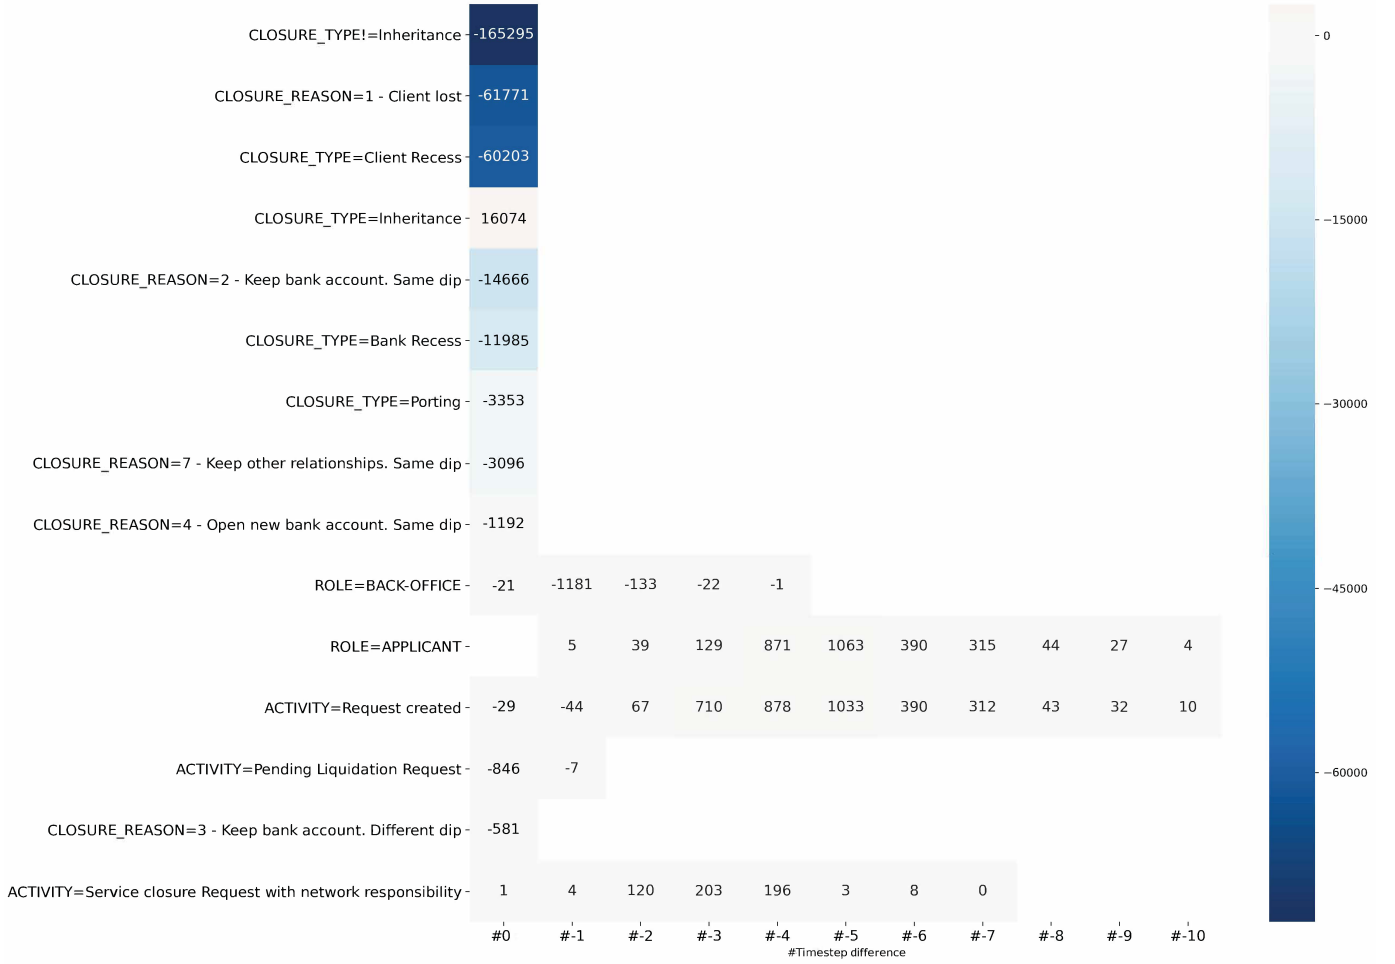 CLOSURE_TYPE!=Inheritance -165295
CLOSURE_REASON=1 - Client lost -61771
CLOSURE_TYPE=Client Recess -60203
CLOSURE_TYPE=Inheritance 16074
CLOSURE_REASON=2 - Keep bank account. Same dip -14666
CLOSURE_TYPE=Bank Recess -11985
CLOSURE_TYPE=Porting -3353
CLOSURE_REASON=7 - Keep other relationships. Same dip -3096
CLOSURE_REASON=4 - Open new bank account. Same dip -1192
ROLE=BACK-OFFICE -21 -1181 -133 -22 -1
ROLE=APPLICANT 5 39 129 871 1063 390 315 44 27 4
ACTIVITY=Request created -29 -44 67 710 878 1033 390 312 43 32 10
ACTIVITY=Pending Liquidation Request -846 -7
CLOSURE_REASON=3 - Keep bank account. Different dip -581
ACTIVITY=Service closure Request with network responsibility 1 4 120 203 196 3 8 0
#0 #-1 #-2 #-3 #-4 #-5 #-6 #-7 #-8 #-9 #-10
#Timestep difference
0
−15000
−30000
−45000
−60000